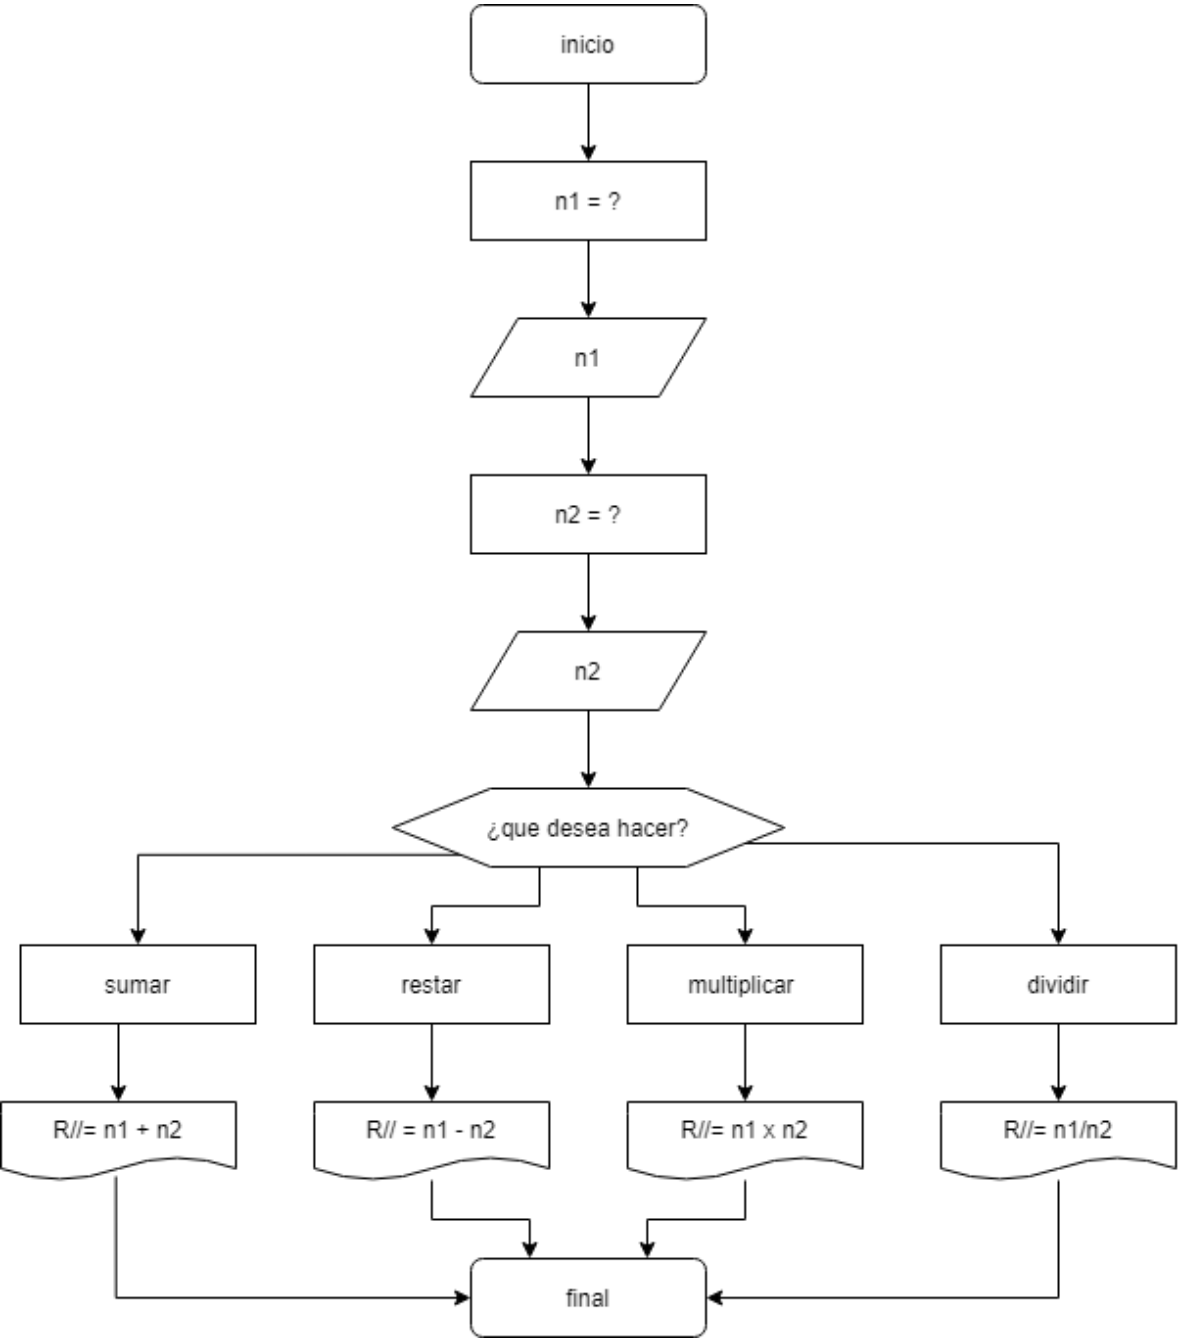 inicio
n1 = ?
n1
n2 = ?
n2
¿que desea hacer?
sumar
restar
multiplicar
dividir
R//= n1 + n2
R// = n1 - n2
R//= n1 x n2
R//= n1/n2
final